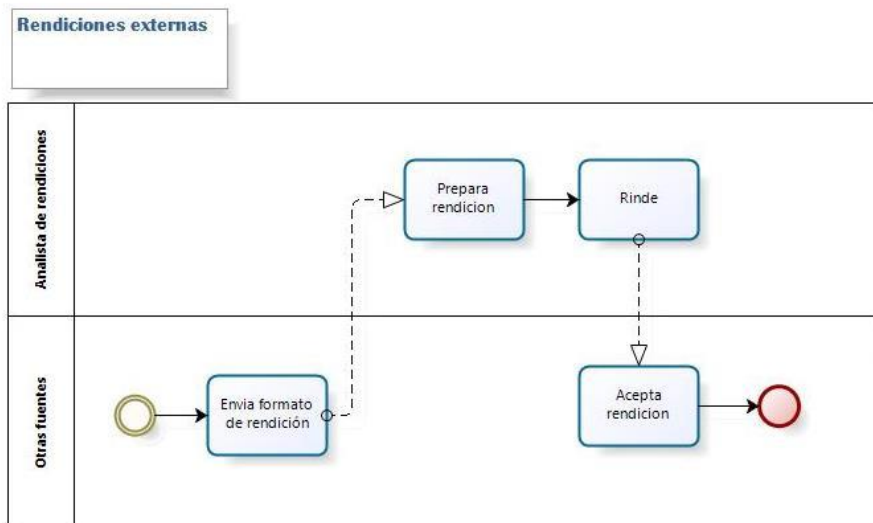 Rendiciones externas
Analista de rendiciones
Prepara
rendicion
Rinde
Otras fuentes
Envia formato
de rendición
Acepta
rendicion